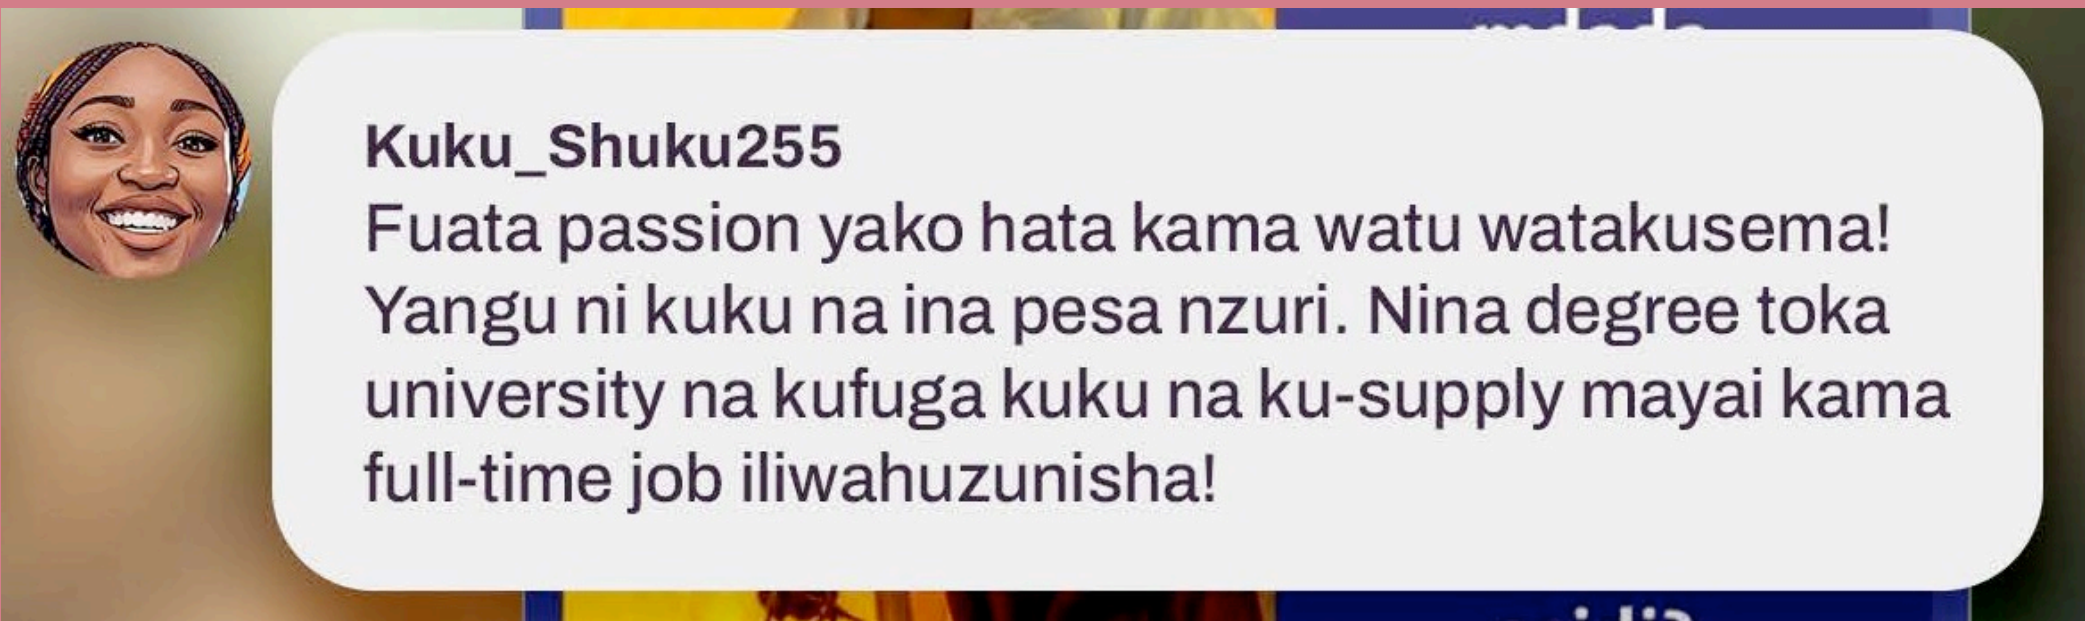 Kuku_Shuku255
Fuata passion yako hata kama watu watakusema!
Yangu ni kuku na ina pesa nzuri. Nina degree toka
university na kufuga kuku na ku-supply mayai kama
full-time job iliwahuzunisha!